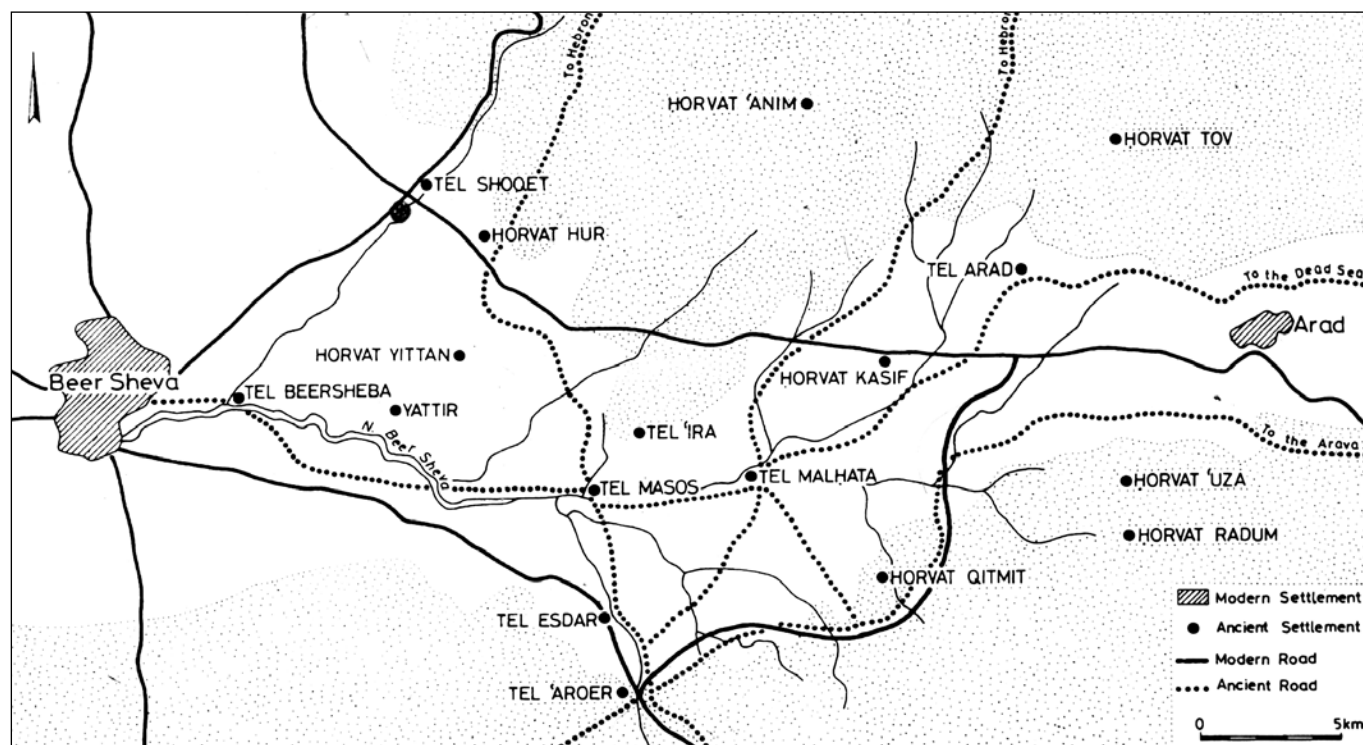 To Hebron
To Hebron
HORVAT 'ANIM
HORVAT TOV
TEL SHOQET
HORVAT HUR
TEL ARAD
To the Dead Sea
Arad
HORVAT YITTAN
HORVAT KASIF
Beer Sheva
TEL BEERSHEBA
YATTIR
N. Beer Sheva
TEL 'IRA
To the Arava
TEL MASOS
TEL MALHATA
HORVAT 'UZA
HORVAT RADUM
HORVAT QITMIT
TEL ESDAR
TEL 'AROER
Modern Settlement
Ancient Settlement
Modern Road
Ancient Road
0 5km